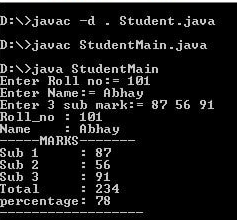 D:\>javac -d . Student.java
D:\>javac StudentMain.java
D:\>java StudentMain
Enter Roll no:= 101
Enter Name:= Abhay
Enter 3 sub mark:= 87 56 91
Roll_no : 101
Name    : Abhay
-----MARKS-------
Sub 1     : 87
Sub 2     : 56
Sub 3     : 91
Total     : 234
percentage: 78
------------------